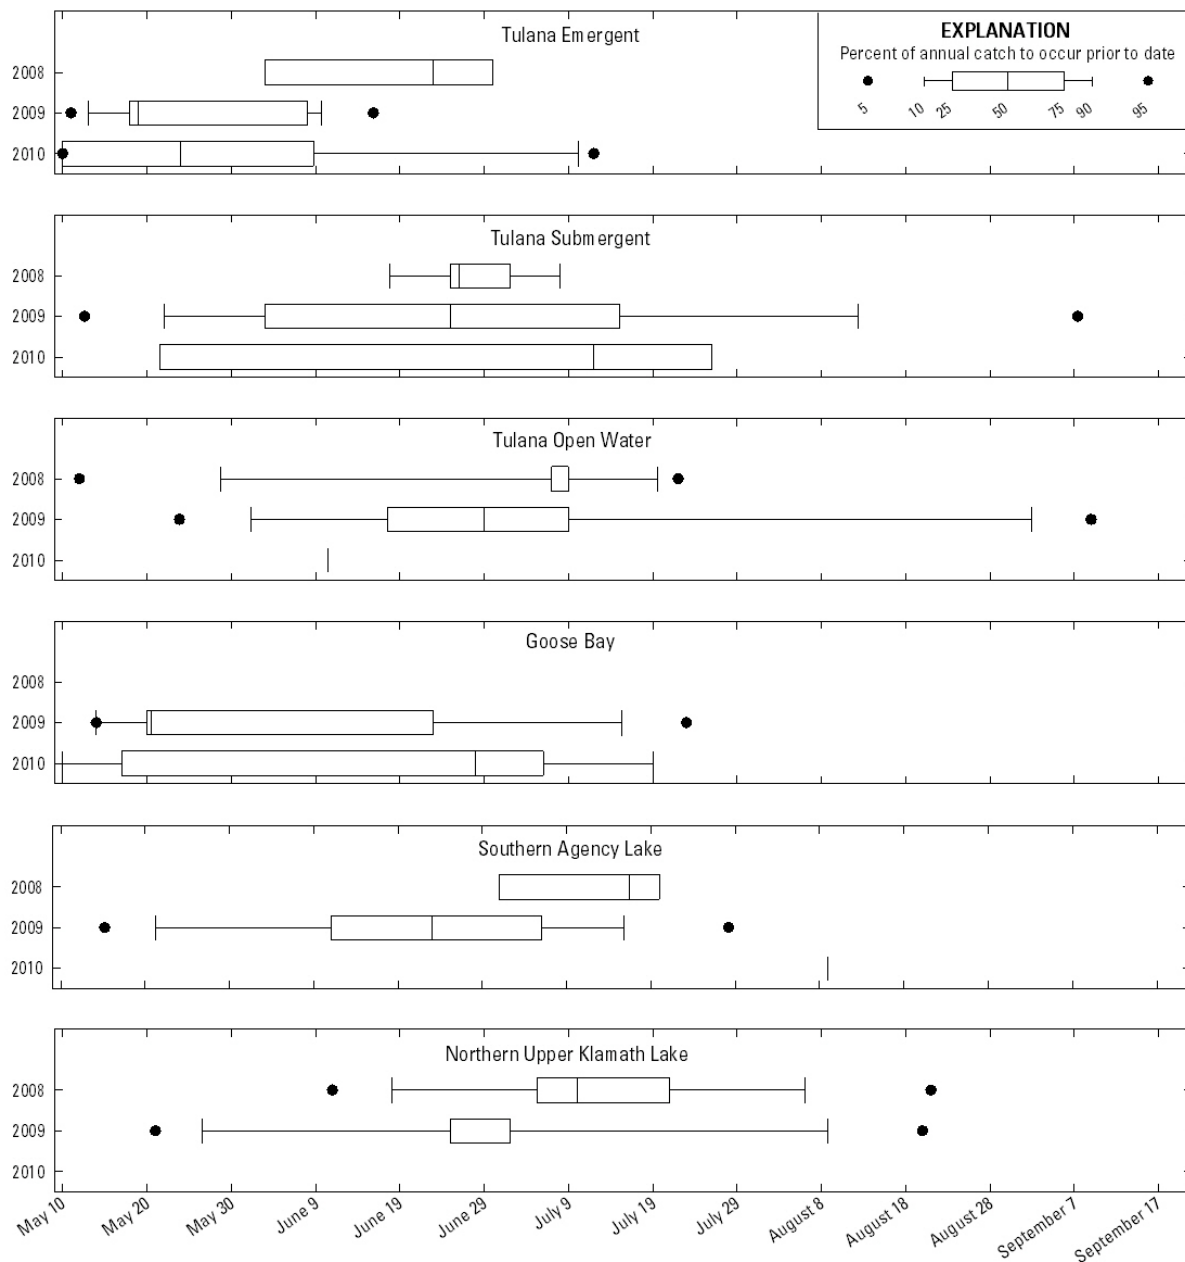 Tulana Emergent
EXPLANATION
Percent of annual catch to occur prior to date
5 10 25 50 75 90 95
2008
2009
2010
Tulana Submergent
2008
2009
2010
Tulana Open Water
2008
2009
2010
Goose Bay
2008
2009
2010
Southern Agency Lake
2008
2009
2010
Northern Upper Klamath Lake
2008
2009
2010
May 10 May 20 May 30 June 9 June 19 June 29 July 9 July 19 July 29 August 8 August 18 August 28 September 7 September 17